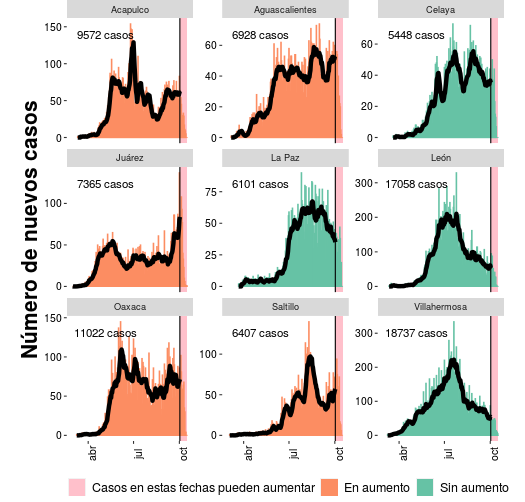 Número de nuevos casos
Acapulco
Aguascalientes
Celaya
9572 casos
6928 casos
5448 casos
150
100
50
0
60
40
20
0
60
40
20
0
Juárez
La Paz
León
7365 casos
6101 casos
17058 casos
100
50
0
75
50
25
0
300
200
100
0
Oaxaca
Saltillo
Villahermosa
11022 casos
6407 casos
18737 casos
150
100
50
0
100
50
0
300
200
100
0
abr
jul
oct
abr
jul
oct
abr
jul
oct
Casos en estas fechas pueden aumentar
En aumento
Sin aumento